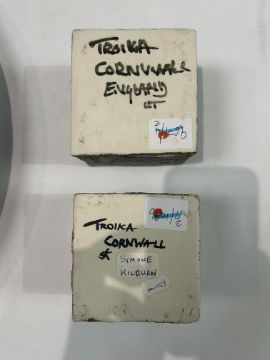 TROIKA
CORNWALL
ENGLAND
TROIKA
CORNWALL
SIMONE
KILBURN